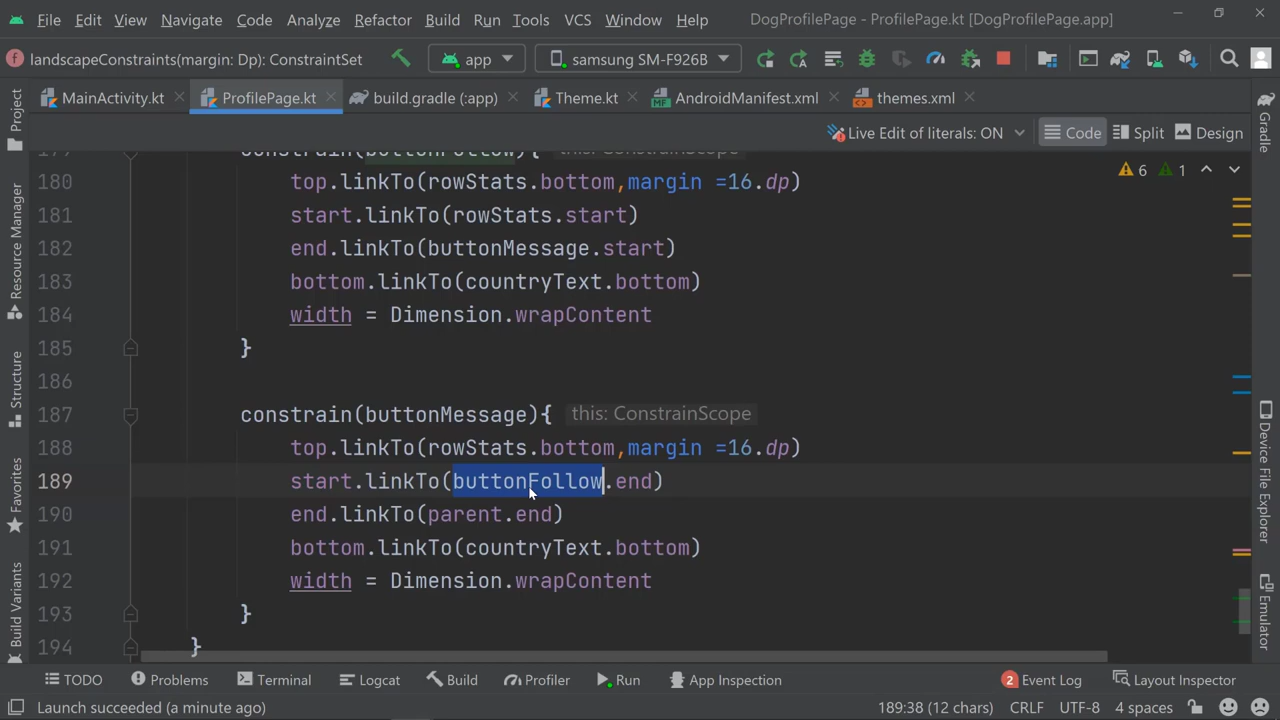 File Edit View Navigate Code Analyze Refactor Build Run Tools VCS Window Help DogProfilePage - ProfilePage.kt [DogProfilePage.app]
landscapeConstraints(margin: Dp): ConstraintSet app samsung SM-F926B
MainActivity.kt ProfilePage.kt build.gradle (:app) Theme.kt AndroidManifest.xml themes.xml
Live Edit of literals: ON Code Split Design
179 constrain(buttonFollow){ this: ConstrainScope
6 1
180 top.linkTo(rowStats.bottom,margin =16.dp)
181 start.linkTo(rowStats.start)
182 end.linkTo(buttonMessage.start)
183 bottom.linkTo(countryText.bottom)
184 width = Dimension.wrapContent
185 }
186
187 constrain(buttonMessage){ this: ConstrainScope
188 top.linkTo(rowStats.bottom,margin =16.dp)
189 start.linkTo(buttonFollow.end)
190 end.linkTo(parent.end)
191 bottom.linkTo(countryText.bottom)
192 width = Dimension.wrapContent
193 }
194 }
Project
Resource Manager
Structure
Favorites
Build Variants
Gradle
Device File Explorer
Emulator
TODO Problems Terminal Logcat Build Profiler Run App Inspection 2 Event Log Layout Inspector
Launch succeeded (a minute ago) 189:38 (12 chars) CRLF UTF-8 4 spaces